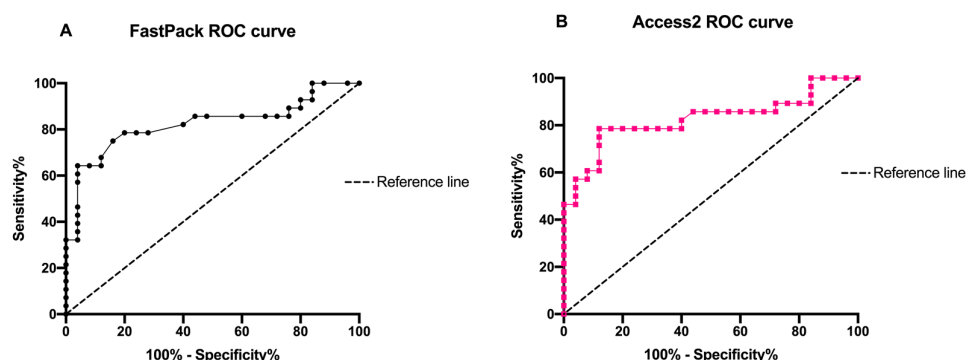 A
FastPack ROC curve
100
80
60
40
20
0
Sensitivity%
0 20 40 60 80 100
100% - Specificity%
Reference line
B
Access2 ROC curve
100
80
60
40
20
0
Sensitivity%
0 20 40 60 80 100
100% - Specificity%
Reference line